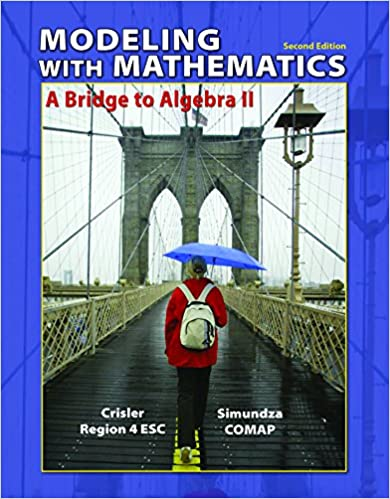 MODELING
Second Edition
WITH MATHEMATICS
A Bridge to Algebra II
Crisler
Region 4 ESC
Simundza
COMAP